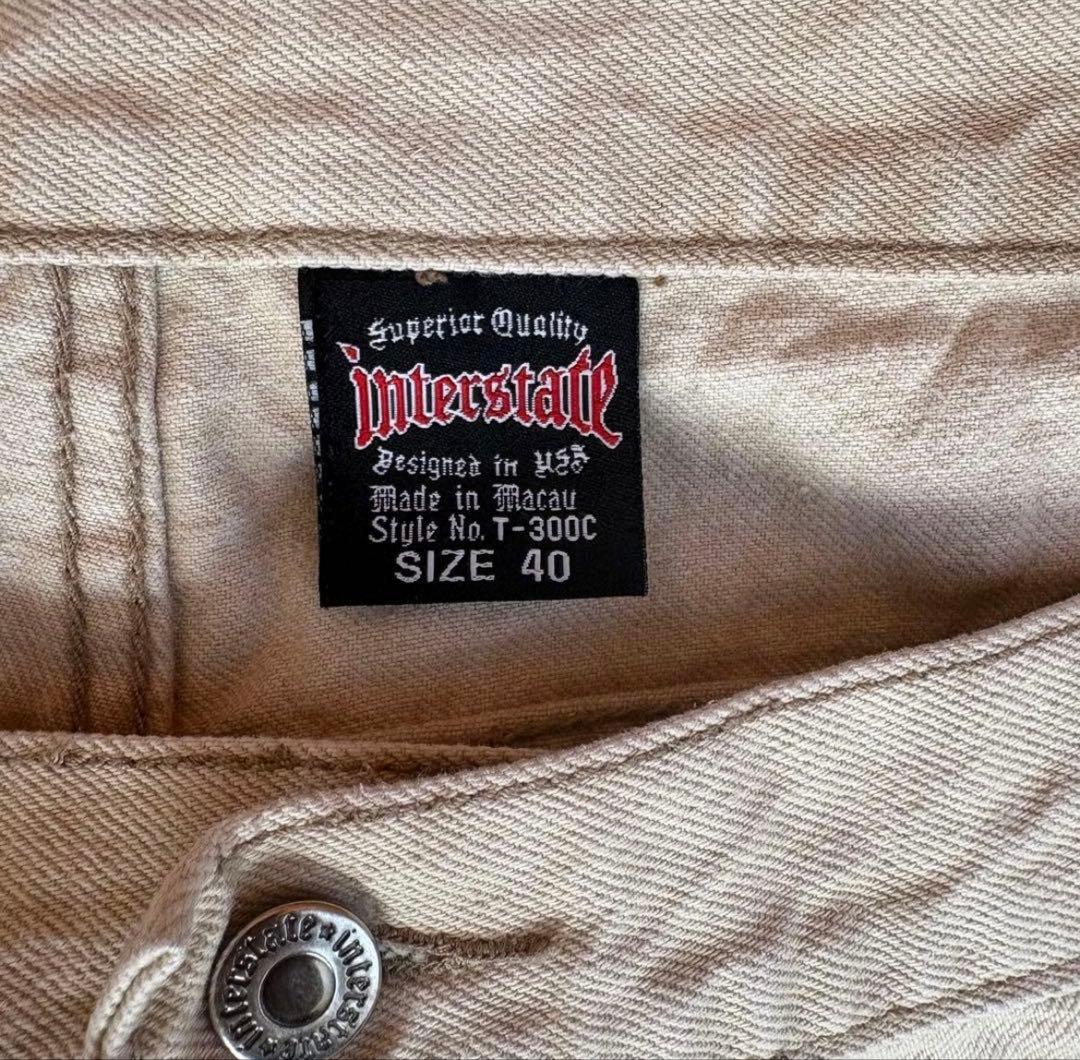 Superior Quality
interstate
Designed in USA
Made in Macau
Style No. T-300C
SIZE 40
interstate★interstate★